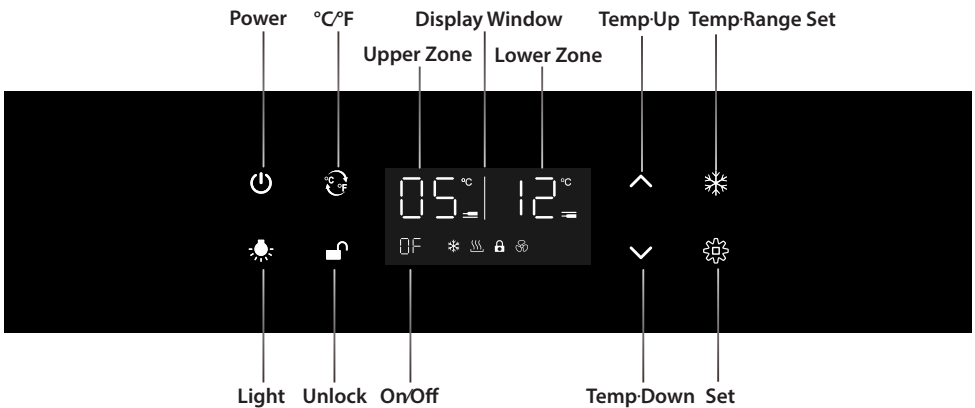 Power °C/°F Display Window Temp·Up Temp·Range Set
Upper Zone Lower Zone
°C °F 05 °C 12 °C
0F
Light Unlock On/Off Temp·Down Set